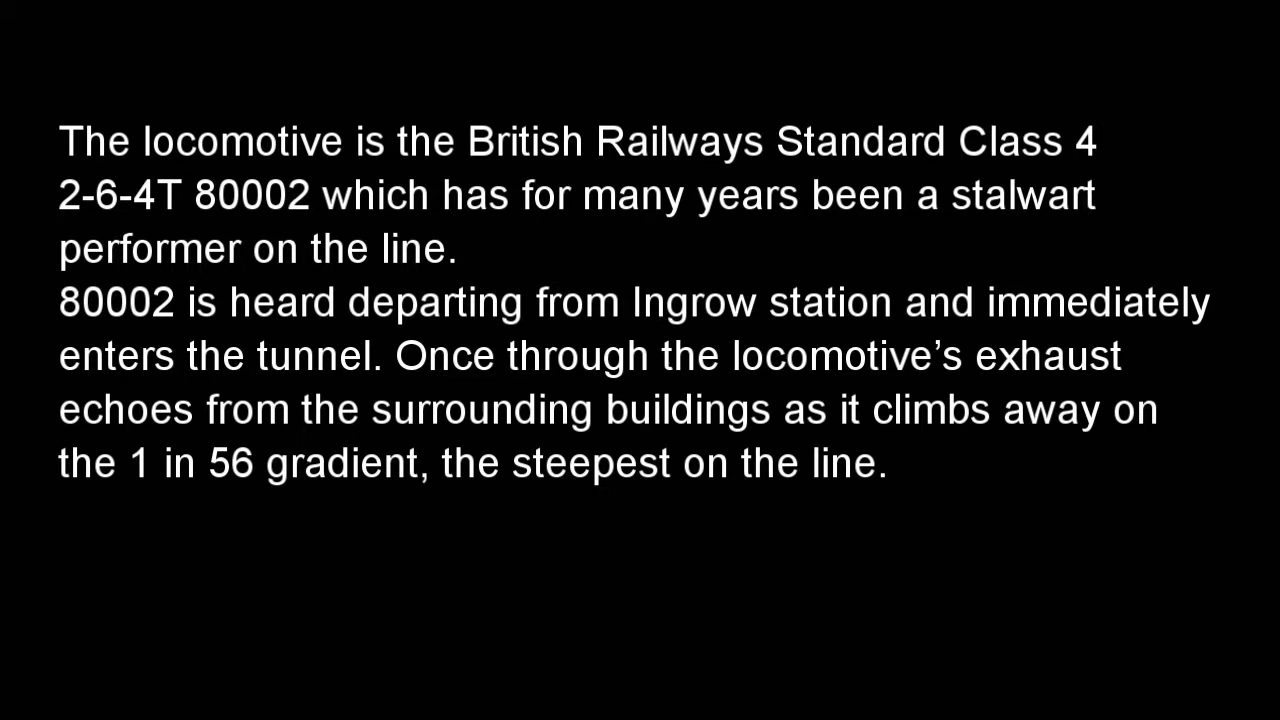 The locomotive is the British Railways Standard Class 4
2-6-4T 80002 which has for many years been a stalwart
performer on the line.
80002 is heard departing from Ingrow station and immediately
enters the tunnel. Once through the locomotive’s exhaust
echoes from the surrounding buildings as it climbs away on
the 1 in 56 gradient, the steepest on the line.